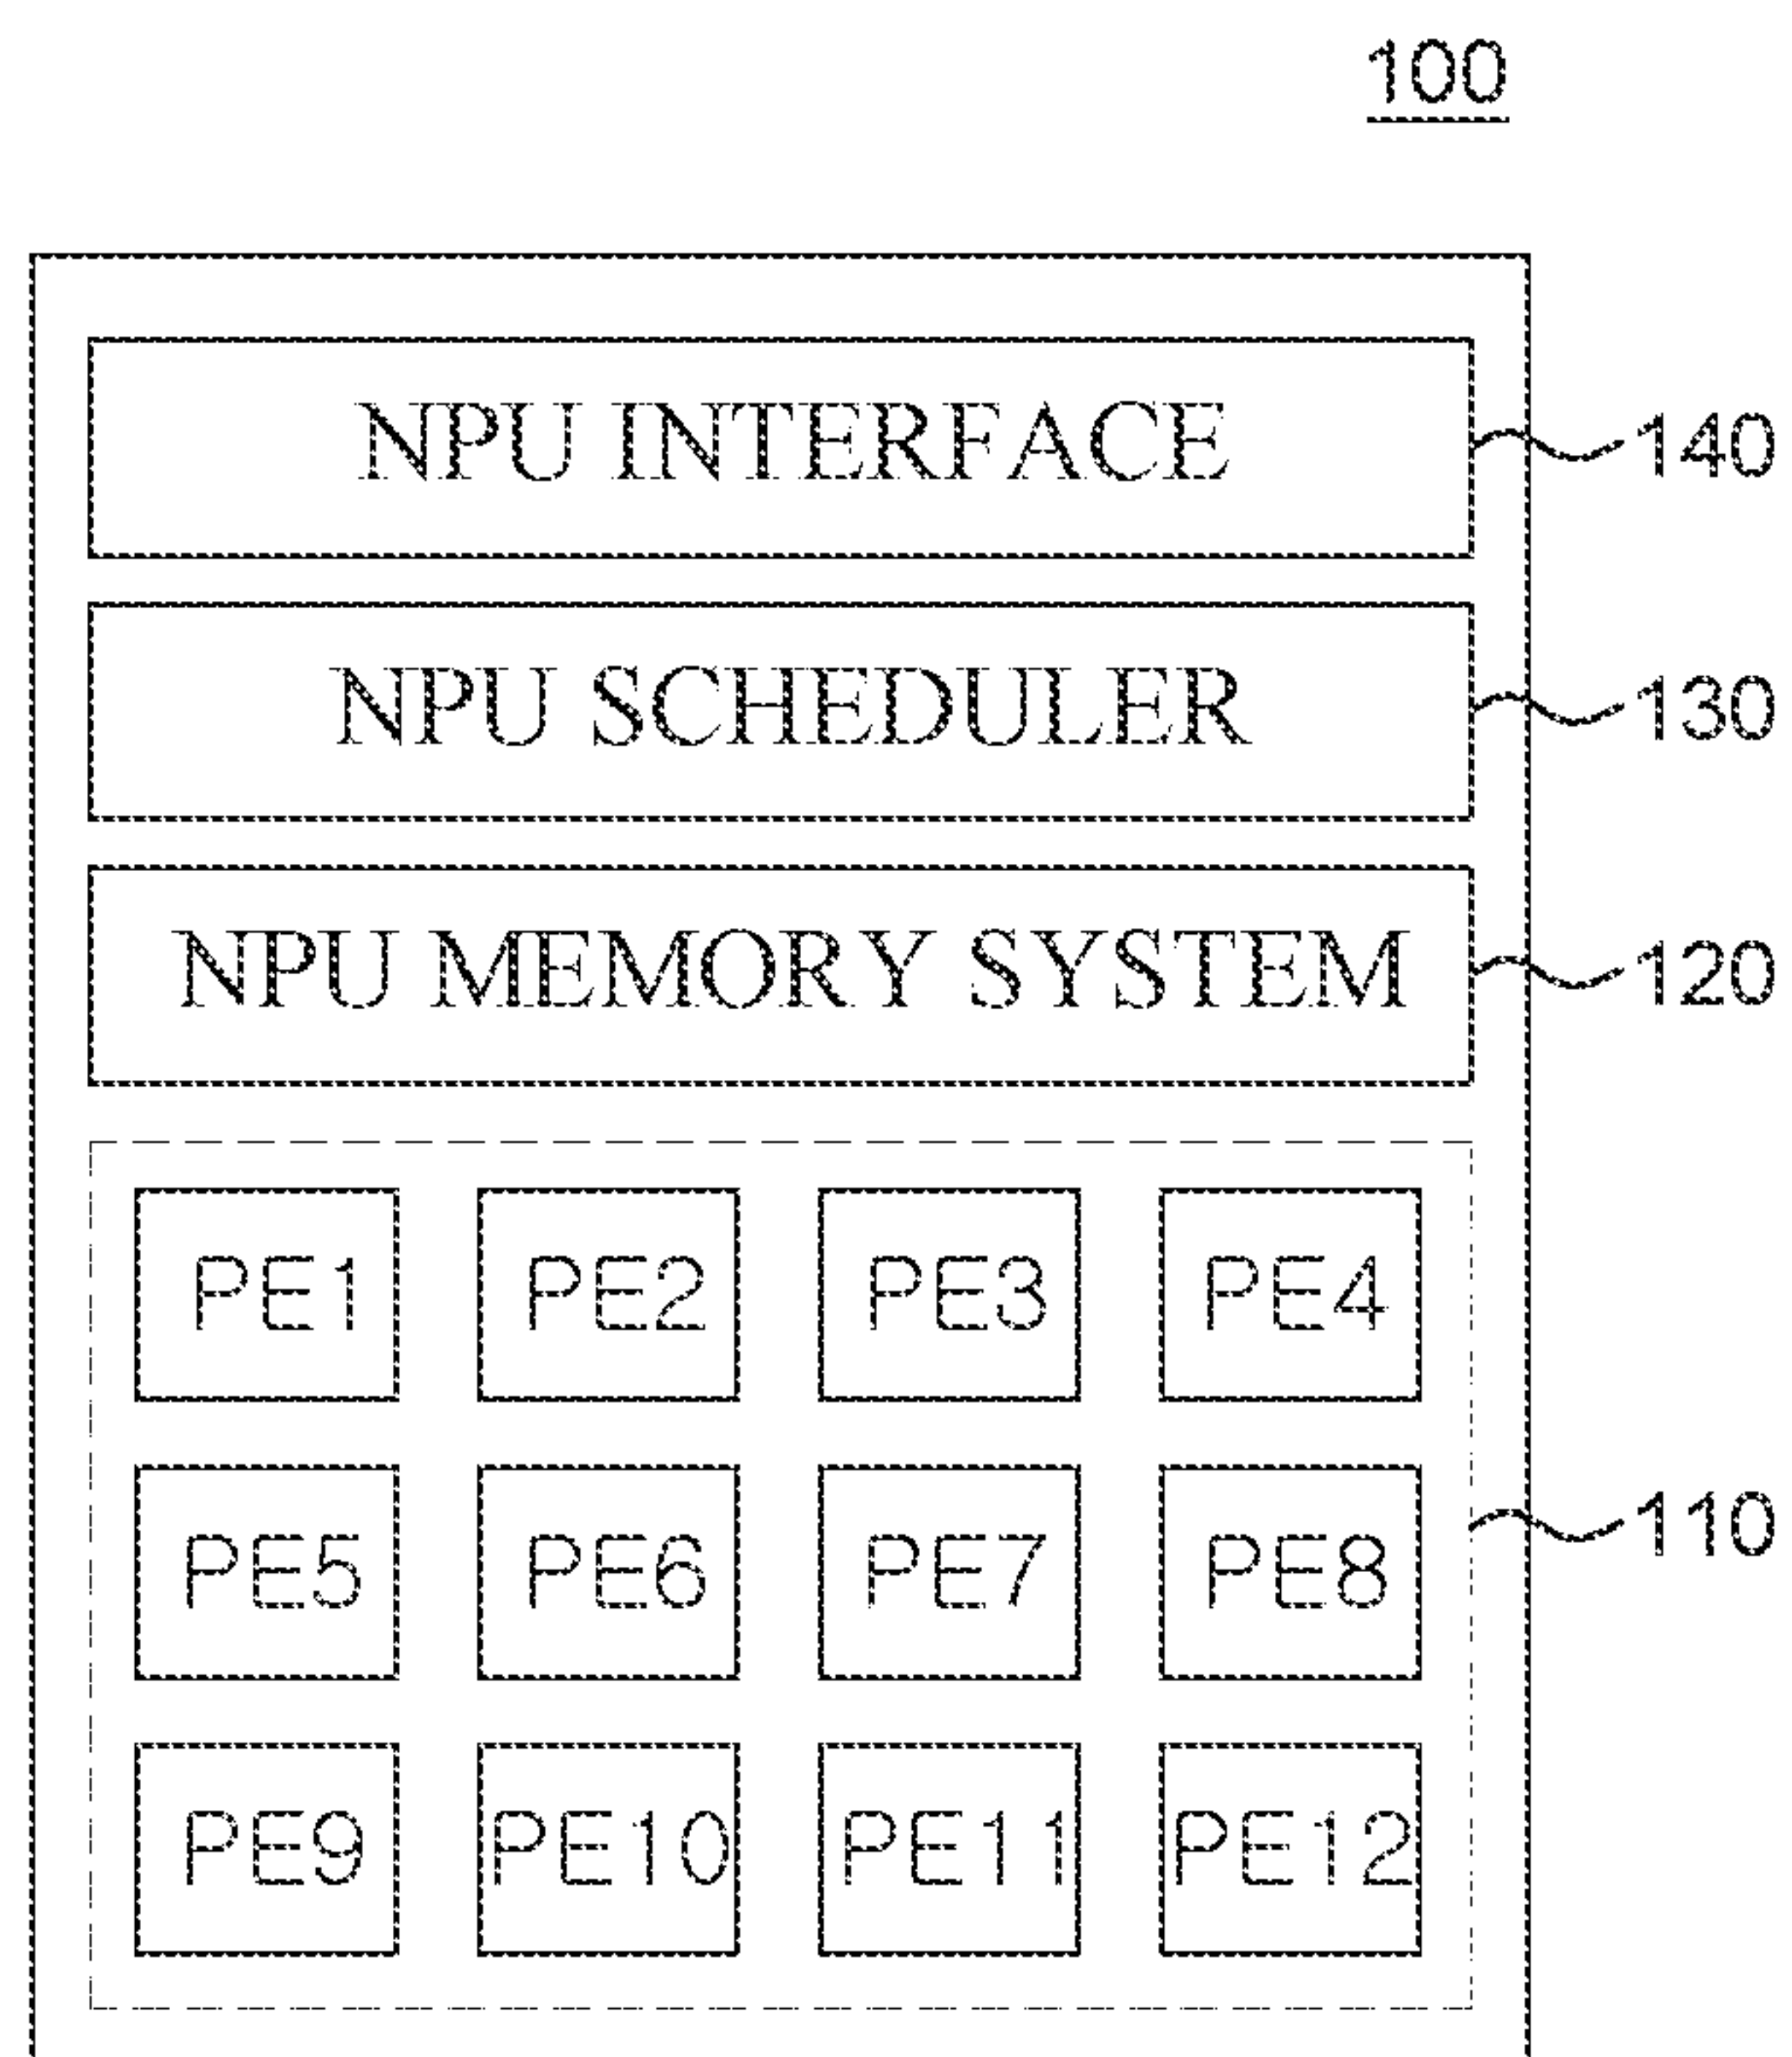 100
NPU INTERFACE 140
NPU SCHEDULER 130
NPU MEMORY SYSTEM 120
PE1 PE2 PE3 PE4
PE5 PE6 PE7 PE8 110
PE9 PE10 PE11 PE12